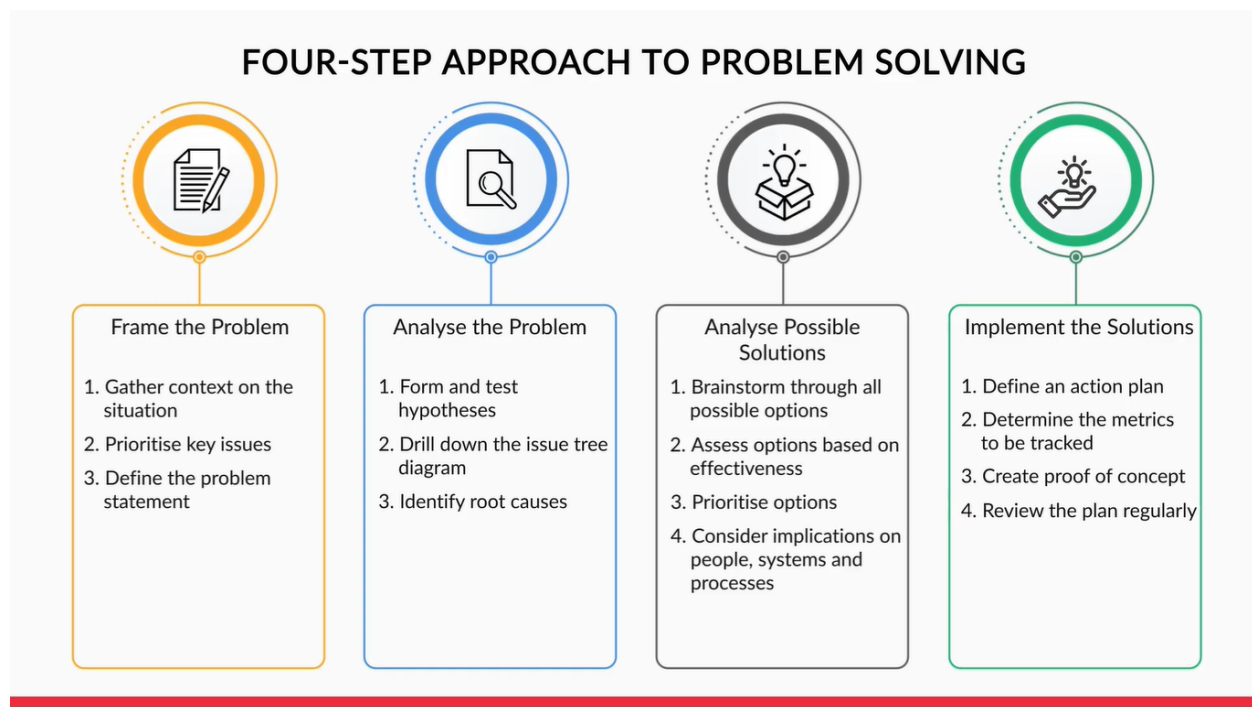 FOUR-STEP APPROACH TO PROBLEM SOLVING
Frame the Problem
1. Gather context on the
situation
2. Prioritise key issues
3. Define the problem
statement
Analyse the Problem
1. Form and test
hypotheses
2. Drill down the issue tree
diagram
3. Identify root causes
Analyse Possible
Solutions
1. Brainstorm through all
possible options
2. Assess options based on
effectiveness
3. Prioritise options
4. Consider implications on
people, systems and
processes
Implement the Solutions
1. Define an action plan
2. Determine the metrics
to be tracked
3. Create proof of concept
4. Review the plan regularly